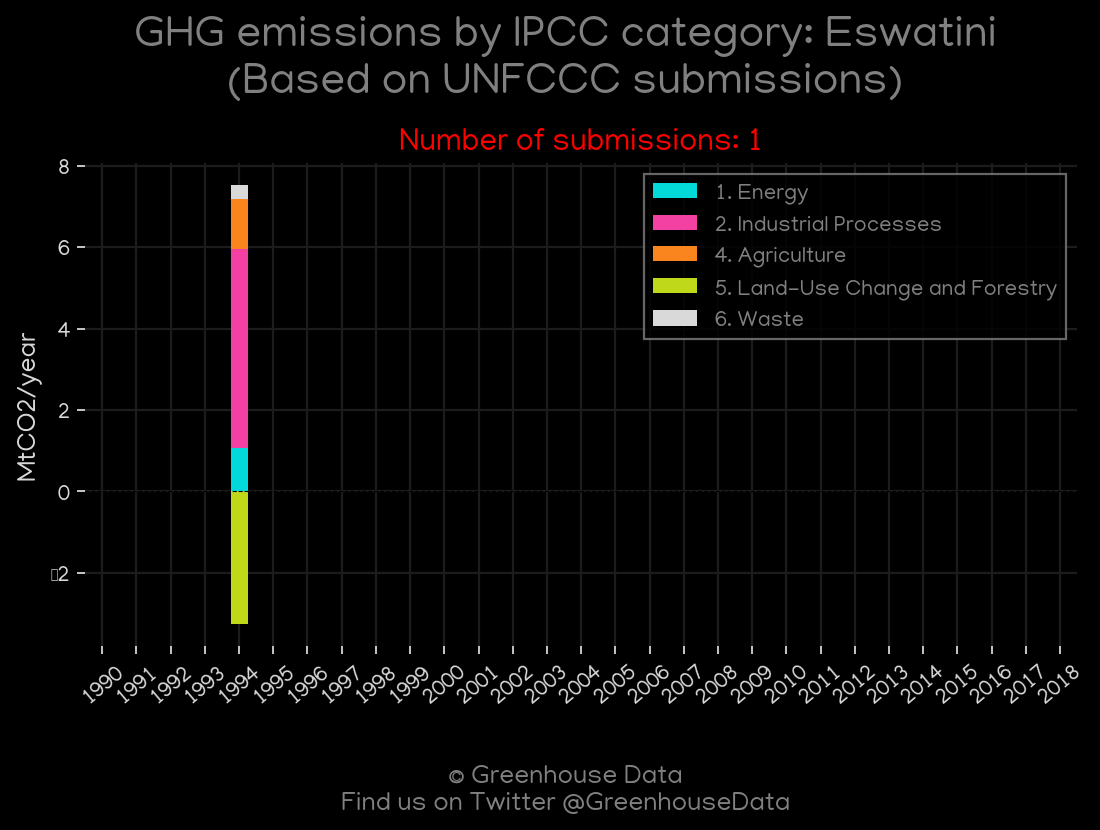 GHG emissions by IPCC category: Eswatini
(Based on UNFCCC submissions)
Number of submissions: 1
1. Energy
2. Industrial Processes
4. Agriculture
5. Land-Use Change and Forestry
6. Waste
MtCO2/year
8
6
4
2
0
▯2
1990 1991 1992 1993 1994 1995 1996 1997 1998 1999 2000 2001 2002 2003 2004 2005 2006 2007 2008 2009 2010 2011 2012 2013 2014 2015 2016 2017 2018
© Greenhouse Data
Find us on Twitter @GreenhouseData